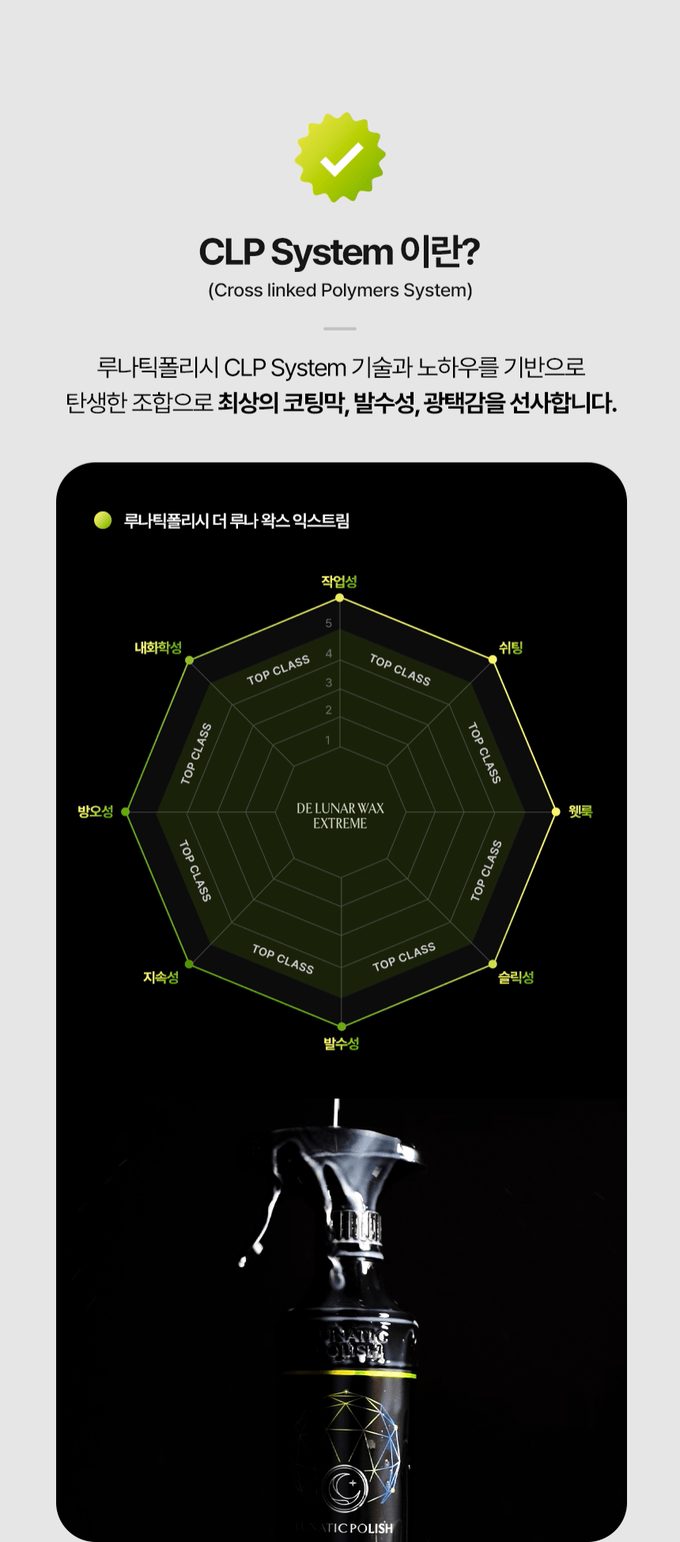 CLP System 이란?
(Cross linked Polymers System)
루나틱폴리시 CLP System 기술과 노하우를 기반으로
탄생한 조합으로 최상의 코팅막, 발수성, 광택감을 선사합니다.
루나틱폴리시 더 루나 왁스 익스트림
작업성
내화학성
쉬팅
5
4
3
2
1
TOP CLASS
TOP CLASS
TOP CLASS
TOP CLASS
방오성
DE LUNAR WAX
EXTREME
웻룩
TOP CLASS
TOP CLASS
TOP CLASS
TOP CLASS
지속성
슬릭성
발수성
LUNATIC POLISH